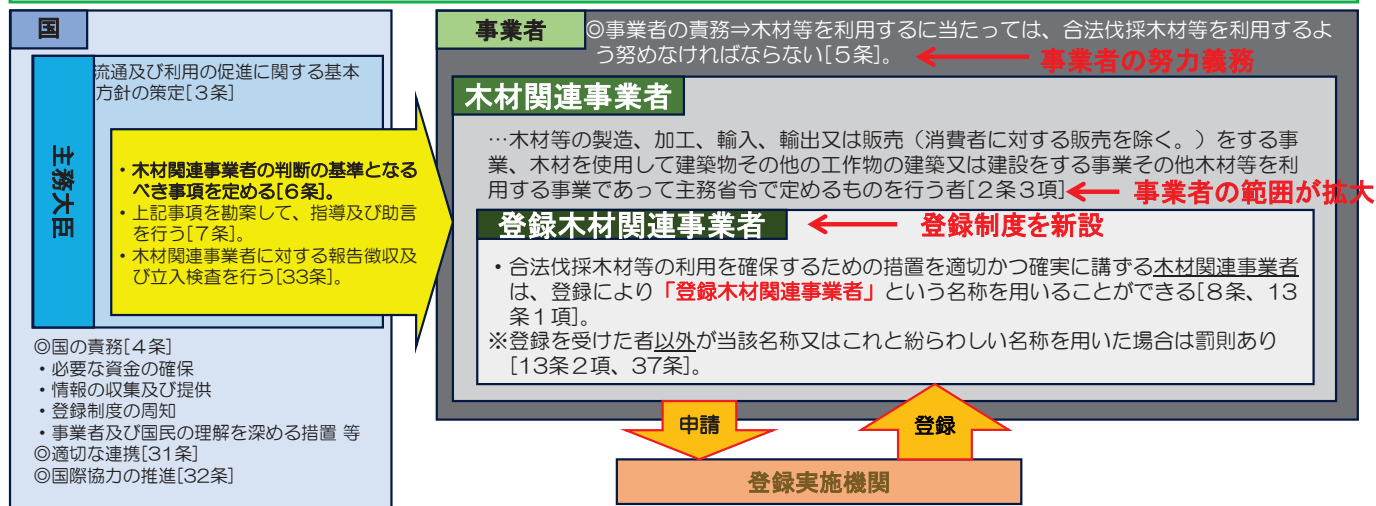 国
主務大臣
流通及び利用の促進に関する基本
方針の策定[３条]
・木材関連事業者の判断の基準となる
べき事項を定める[6条]。
・上記事項を勘案して、指導及び助言
を行う[7条]。
・木材関連事業者に対する報告徴収及
び立入検査を行う[33条]。
◎国の責務[４条]
・必要な資金の確保
・情報の収集及び提供
・登録制度の周知
・事業者及び国民の理解を深める措置 等
◎適切な連携[31条]
◎国際協力の推進[32条]
事業者
◎事業者の責務⇒木材等を利用するに当たっては、合法伐採木材等を利用するよ
う努めなければならない[５条]。
事業者の努力義務
木材関連事業者
…木材等の製造、加工、輸入、輸出又は販売（消費者に対する販売を除く。）をする事
業、木材を使用して建築物その他の工作物の建築又は建設をする事業その他木材等を利
用する事業であって主務省令で定めるものを行う者[２条３項]
事業者の範囲が拡大
登録木材関連事業者
登録制度を新設
・合法伐採木材等の利用を確保するための措置を適切かつ確実に講ずる木材関連事業者
は、登録により「登録木材関連事業者」という名称を用いることができる[８条、13
条１項]。
※登録を受けた者以外が当該名称又はこれと紛らわしい名称を用いた場合は罰則あり
[13条２項、37条]。
申請
登録
登録実施機関